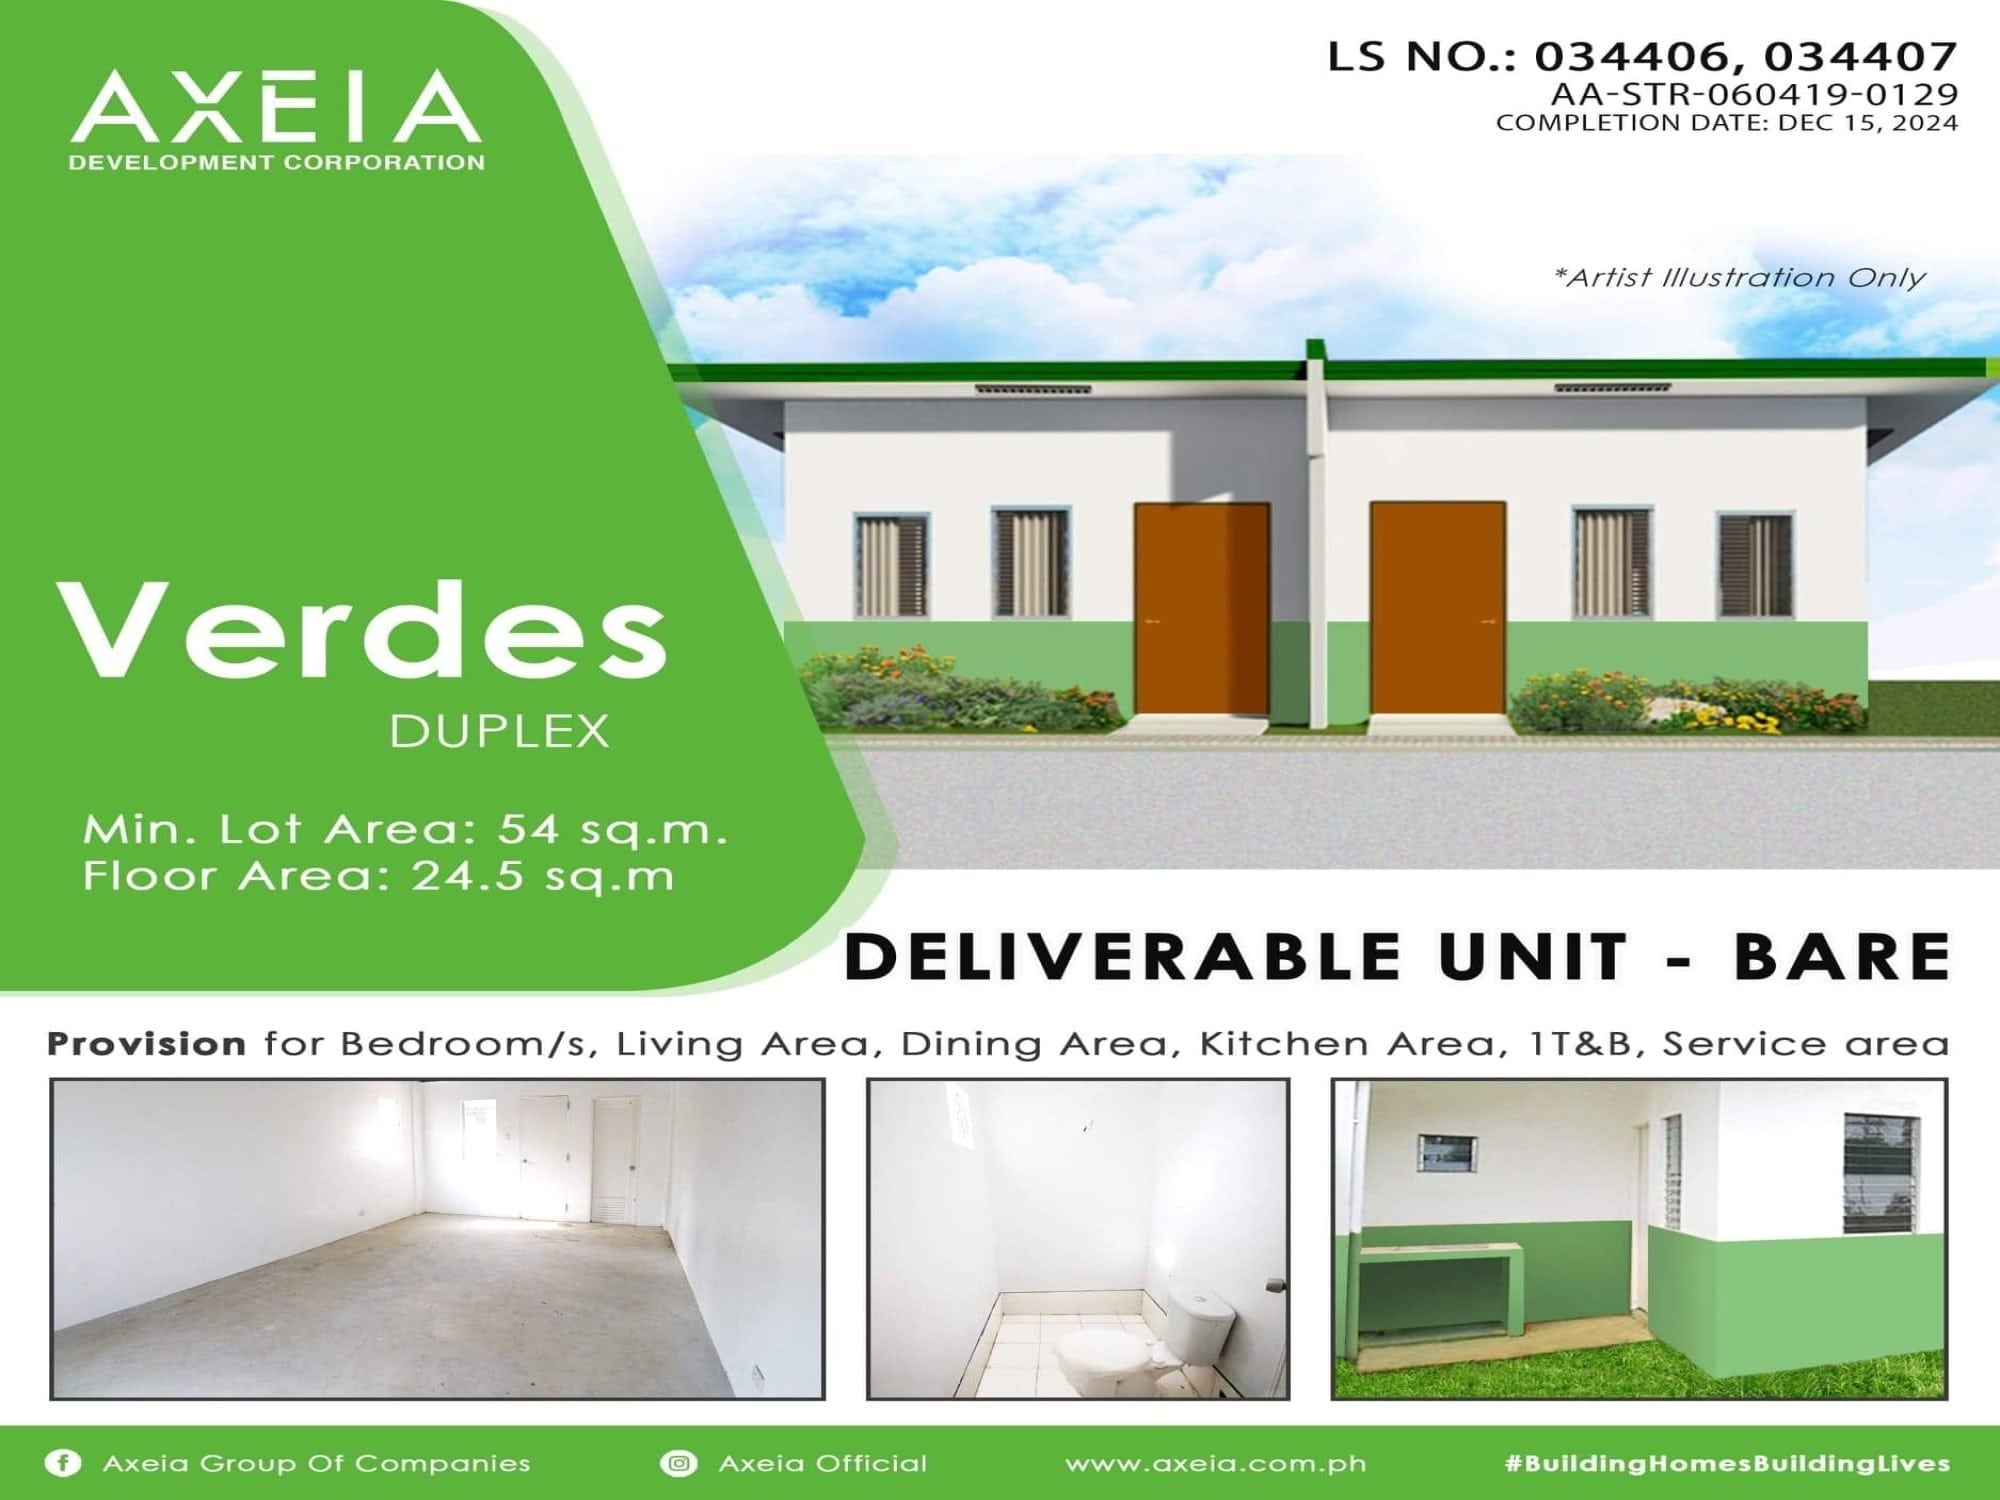 AXEIA
DEVELOPMENT CORPORATION
LS NO.: 034406, 034407
AA-STR-060419-0129
COMPLETION DATE: DEC 15, 2024
*Artist Illustration Only
Verdes
DUPLEX
Min. Lot Area: 54 sq.m.
Floor Area: 24.5 sq.m
DELIVERABLE UNIT - BARE
Provision for Bedroom/s, Living Area, Dining Area, Kitchen Area, 1T&B, Service area
Axeia Group Of Companies
Axeia Official
www.axeia.com.ph
#BuildingHomesBuildingLives